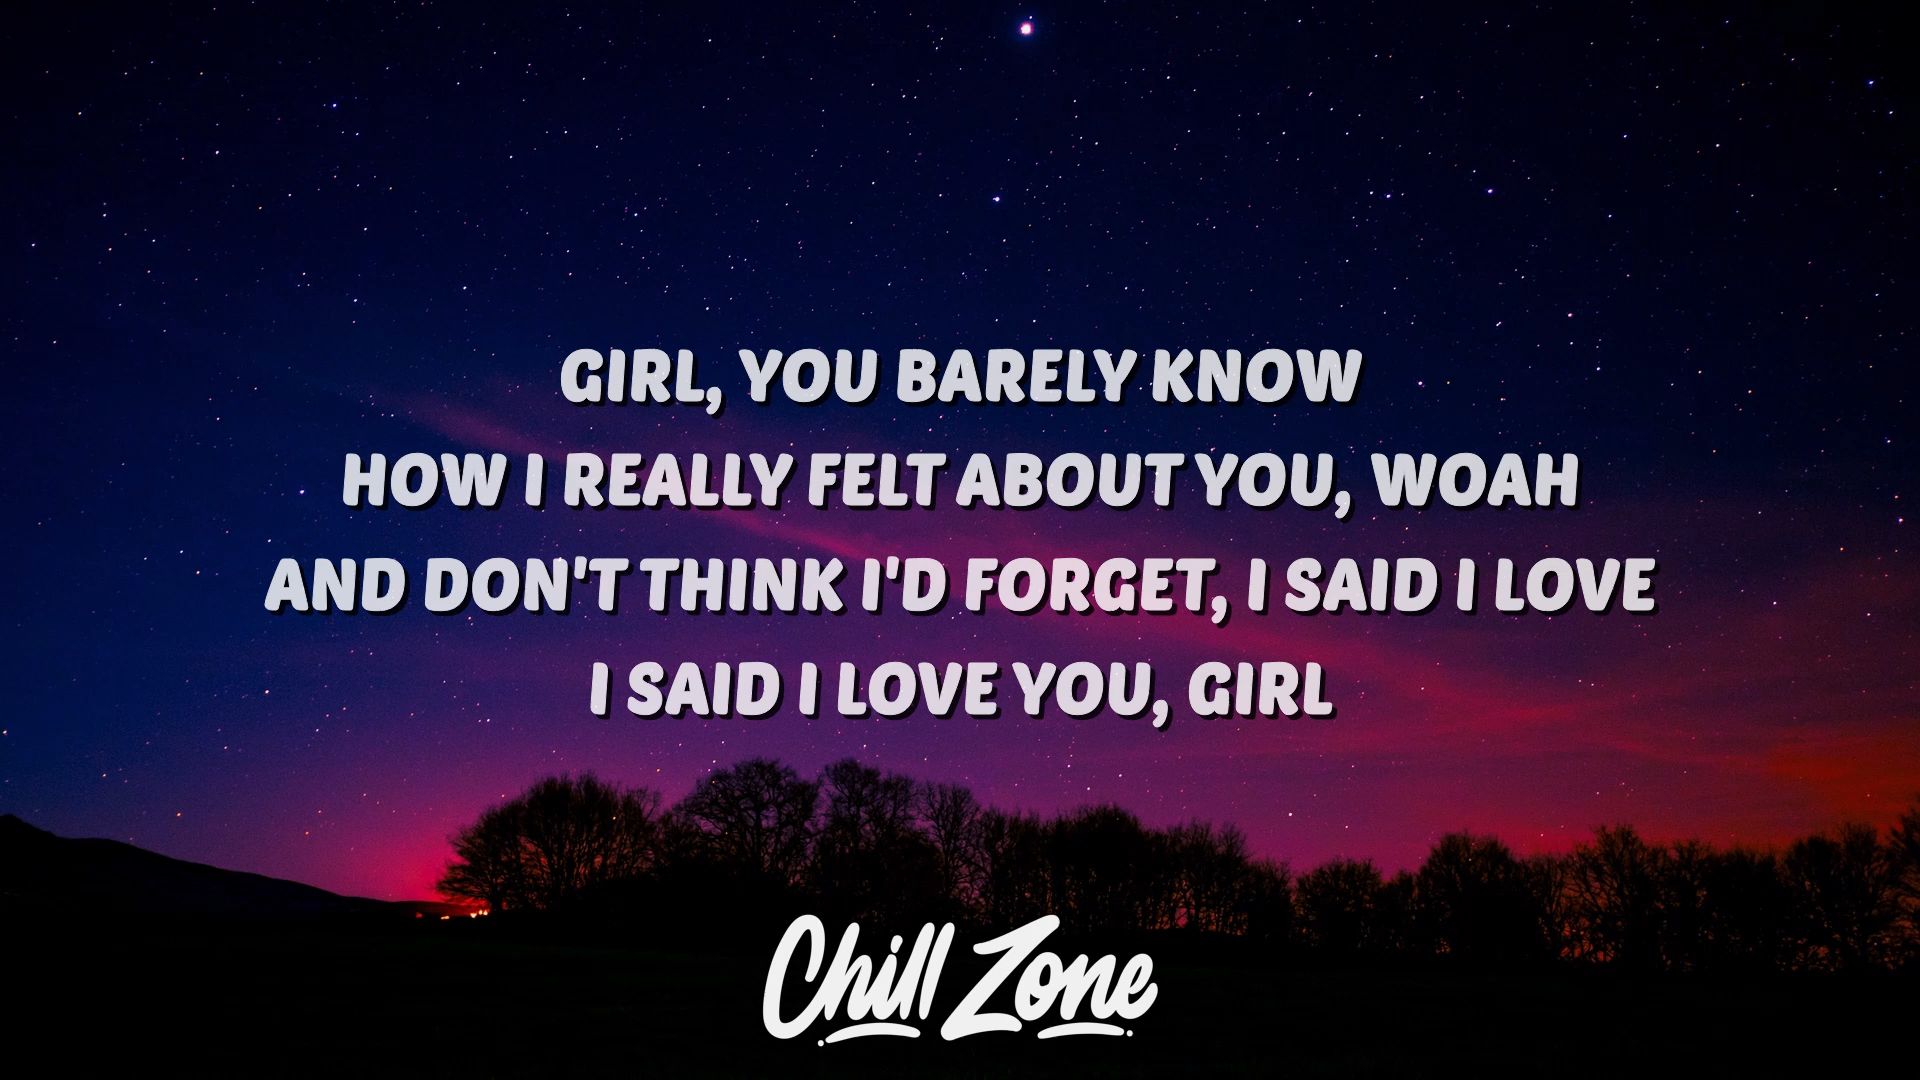 GIRL, YOU BARELY KNOW
HOW I REALLY FELT ABOUT YOU, WOAH
AND DON'T THINK I'D FORGET, I SAID I LOVE
I SAID I LOVE YOU, GIRL
Chill Zone